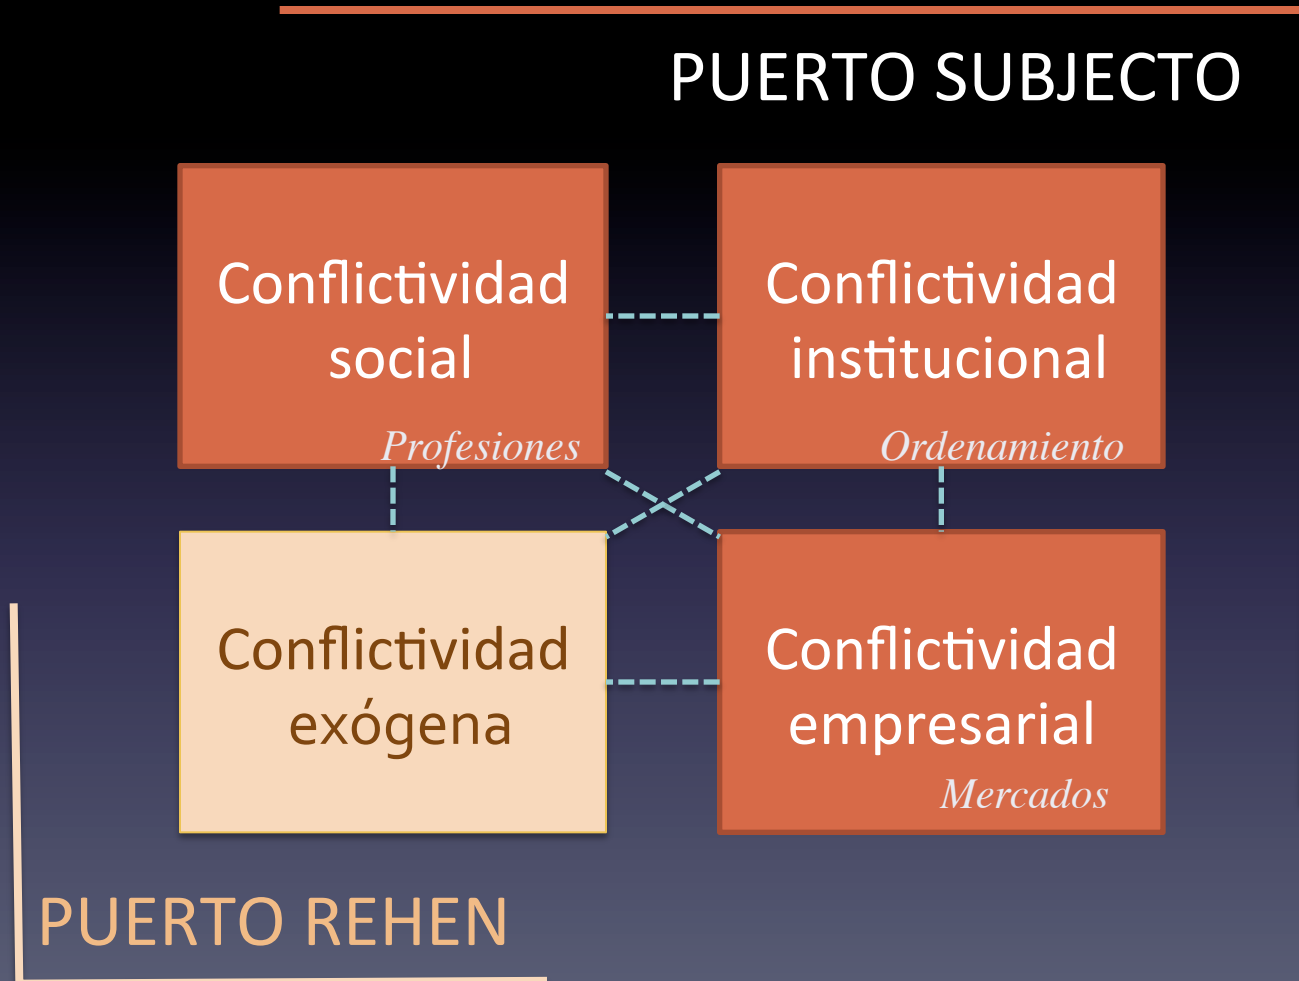 PUERTO SUBJECTO
Conflictividad
social
Profesiones
Conflictividad
institucional
Ordenamiento
Conflictividad
exógena
Conflictividad
empresarial
Mercados
PUERTO REHEN